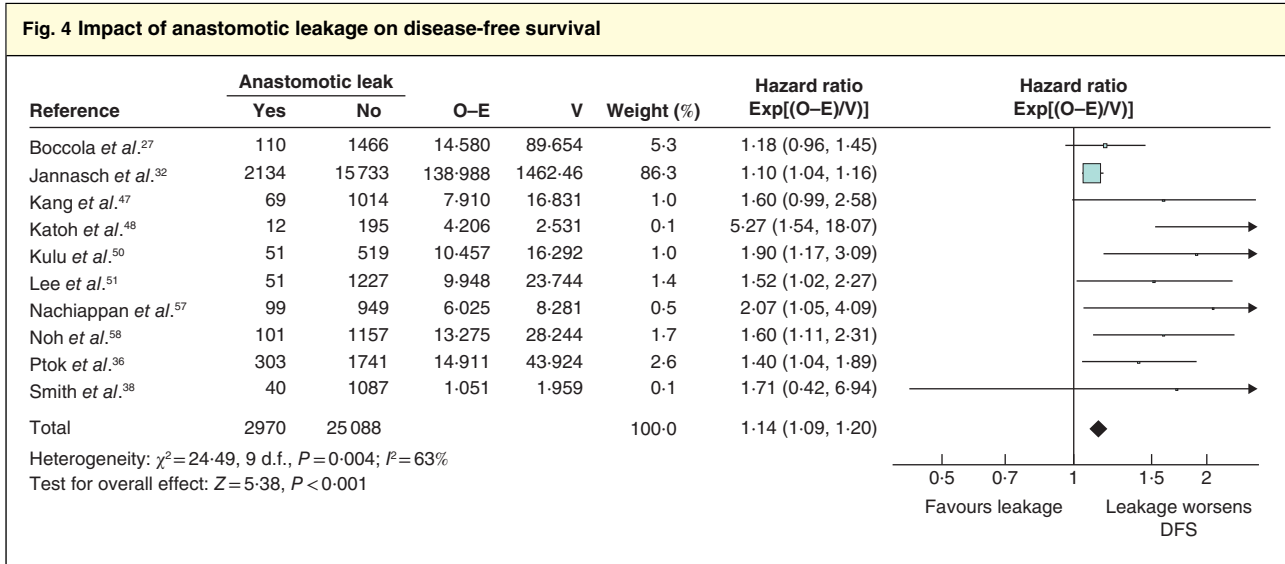 Fig. 4 Impact of anastomotic leakage on disease-free survival
Anastomotic leak Hazard ratio Hazard ratio
Reference Yes No O–E V Weight (%) Exp[(O–E)/V)] Exp[(O–E)/V)]
Boccola et al.²⁷ 110 1466 14·580 89·654 5·3 1·18 (0·96, 1·45)
Jannasch et al.³² 2134 15 733 138·988 1462·46 86·3 1·10 (1·04, 1·16)
Kang et al.⁴⁷ 69 1014 7·910 16·831 1·0 1·60 (0·99, 2·58)
Katoh et al.⁴⁸ 12 195 4·206 2·531 0·1 5·27 (1·54, 18·07)
Kulu et al.⁵⁰ 51 519 10·457 16·292 1·0 1·90 (1·17, 3·09)
Lee et al.⁵¹ 51 1227 9·948 23·744 1·4 1·52 (1·02, 2·27)
Nachiappan et al.⁵⁷ 99 949 6·025 8·281 0·5 2·07 (1·05, 4·09)
Noh et al.⁵⁸ 101 1157 13·275 28·244 1·7 1·60 (1·11, 2·31)
Ptok et al.³⁶ 303 1741 14·911 43·924 2·6 1·40 (1·04, 1·89)
Smith et al.³⁸ 40 1087 1·051 1·959 0·1 1·71 (0·42, 6·94)
Total 2970 25 088 100·0 1·14 (1·09, 1·20)
Heterogeneity: χ²=24·49, 9 d.f., P=0·004; I²=63%
Test for overall effect: Z=5·38, P<0·001
0·5 0·7 1 1·5 2
Favours leakage Leakage worsens
DFS